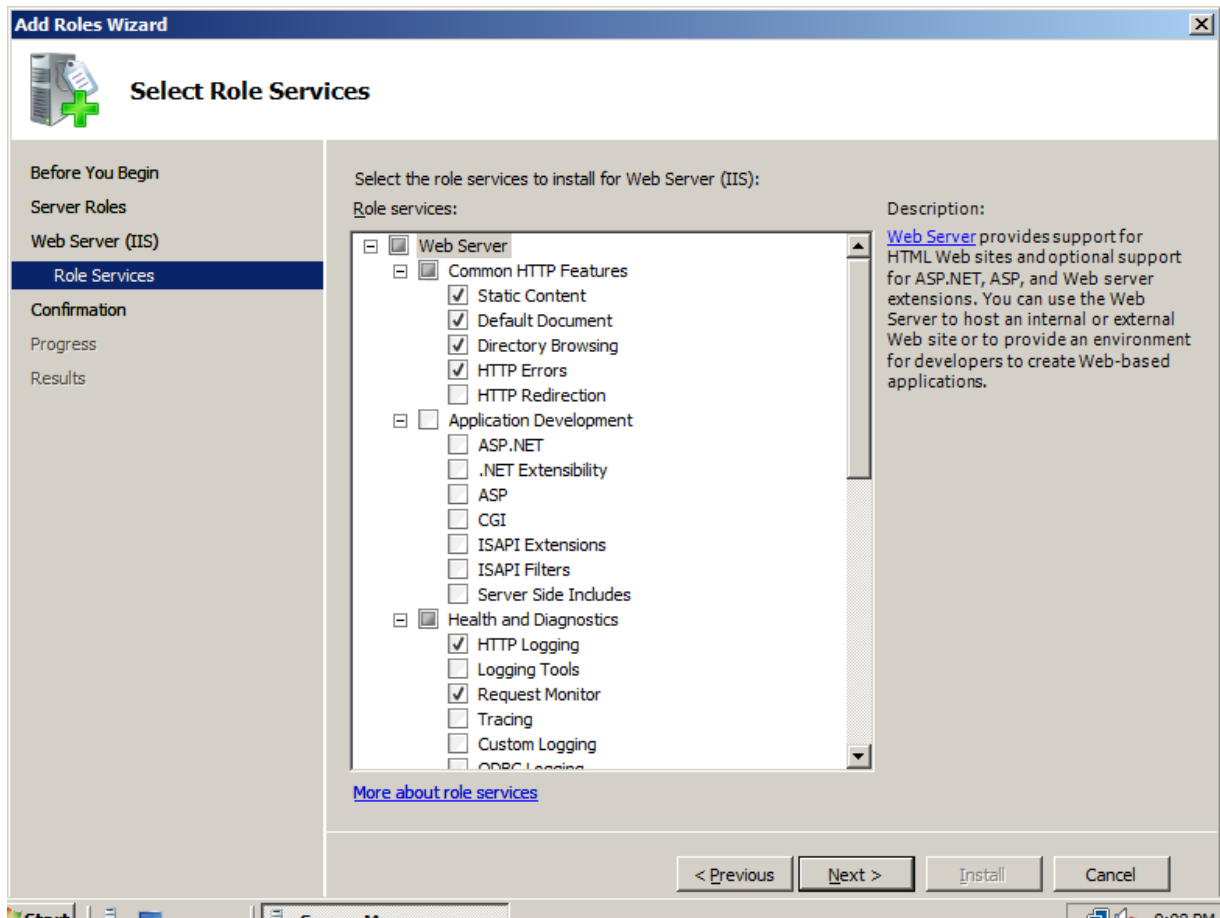 Add Roles Wizard
Select Role Services
Before You Begin
Server Roles
Web Server (IIS)
Role Services
Confirmation
Progress
Results
Select the role services to install for Web Server (IIS):
Role services:
Web Server
Common HTTP Features
Static Content
Default Document
Directory Browsing
HTTP Errors
HTTP Redirection
Application Development
ASP.NET
.NET Extensibility
ASP
CGI
ISAPI Extensions
ISAPI Filters
Server Side Includes
Health and Diagnostics
HTTP Logging
Logging Tools
Request Monitor
Tracing
Custom Logging
ODBC Logging
More about role services
Description:
Web Server provides support for
HTML Web sites and optional support
for ASP.NET, ASP, and Web server
extensions. You can use the Web
Server to host an internal or external
Web site or to provide an environment
for developers to create Web-based
applications.
< Previous
Next >
Install
Cancel
Start